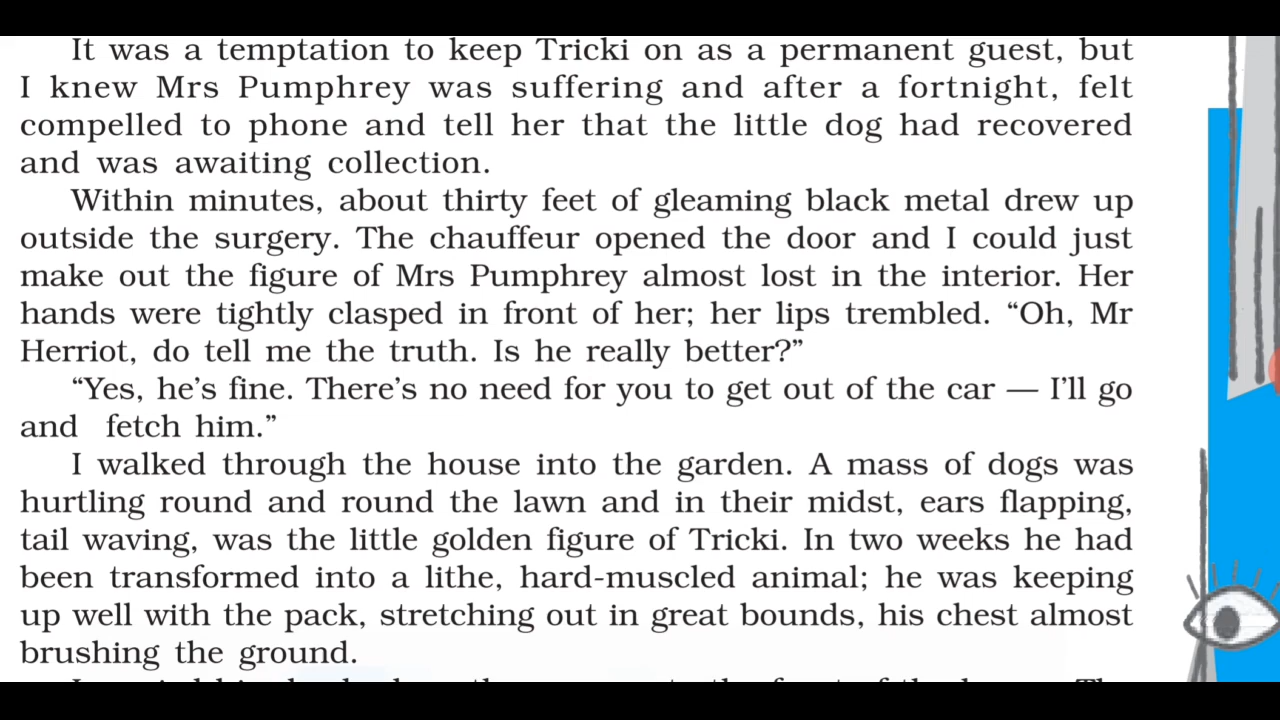 It was a temptation to keep Tricki on as a permanent guest, but
I knew Mrs Pumphrey was suffering and after a fortnight, felt
compelled to phone and tell her that the little dog had recovered
and was awaiting collection.
Within minutes, about thirty feet of gleaming black metal drew up
outside the surgery. The chauffeur opened the door and I could just
make out the figure of Mrs Pumphrey almost lost in the interior. Her
hands were tightly clasped in front of her; her lips trembled. “Oh, Mr
Herriot, do tell me the truth. Is he really better?”
“Yes, he’s fine. There’s no need for you to get out of the car — I’ll go
and fetch him.”
I walked through the house into the garden. A mass of dogs was
hurtling round and round the lawn and in their midst, ears flapping,
tail waving, was the little golden figure of Tricki. In two weeks he had
been transformed into a lithe, hard-muscled animal; he was keeping
up well with the pack, stretching out in great bounds, his chest almost
brushing the ground.